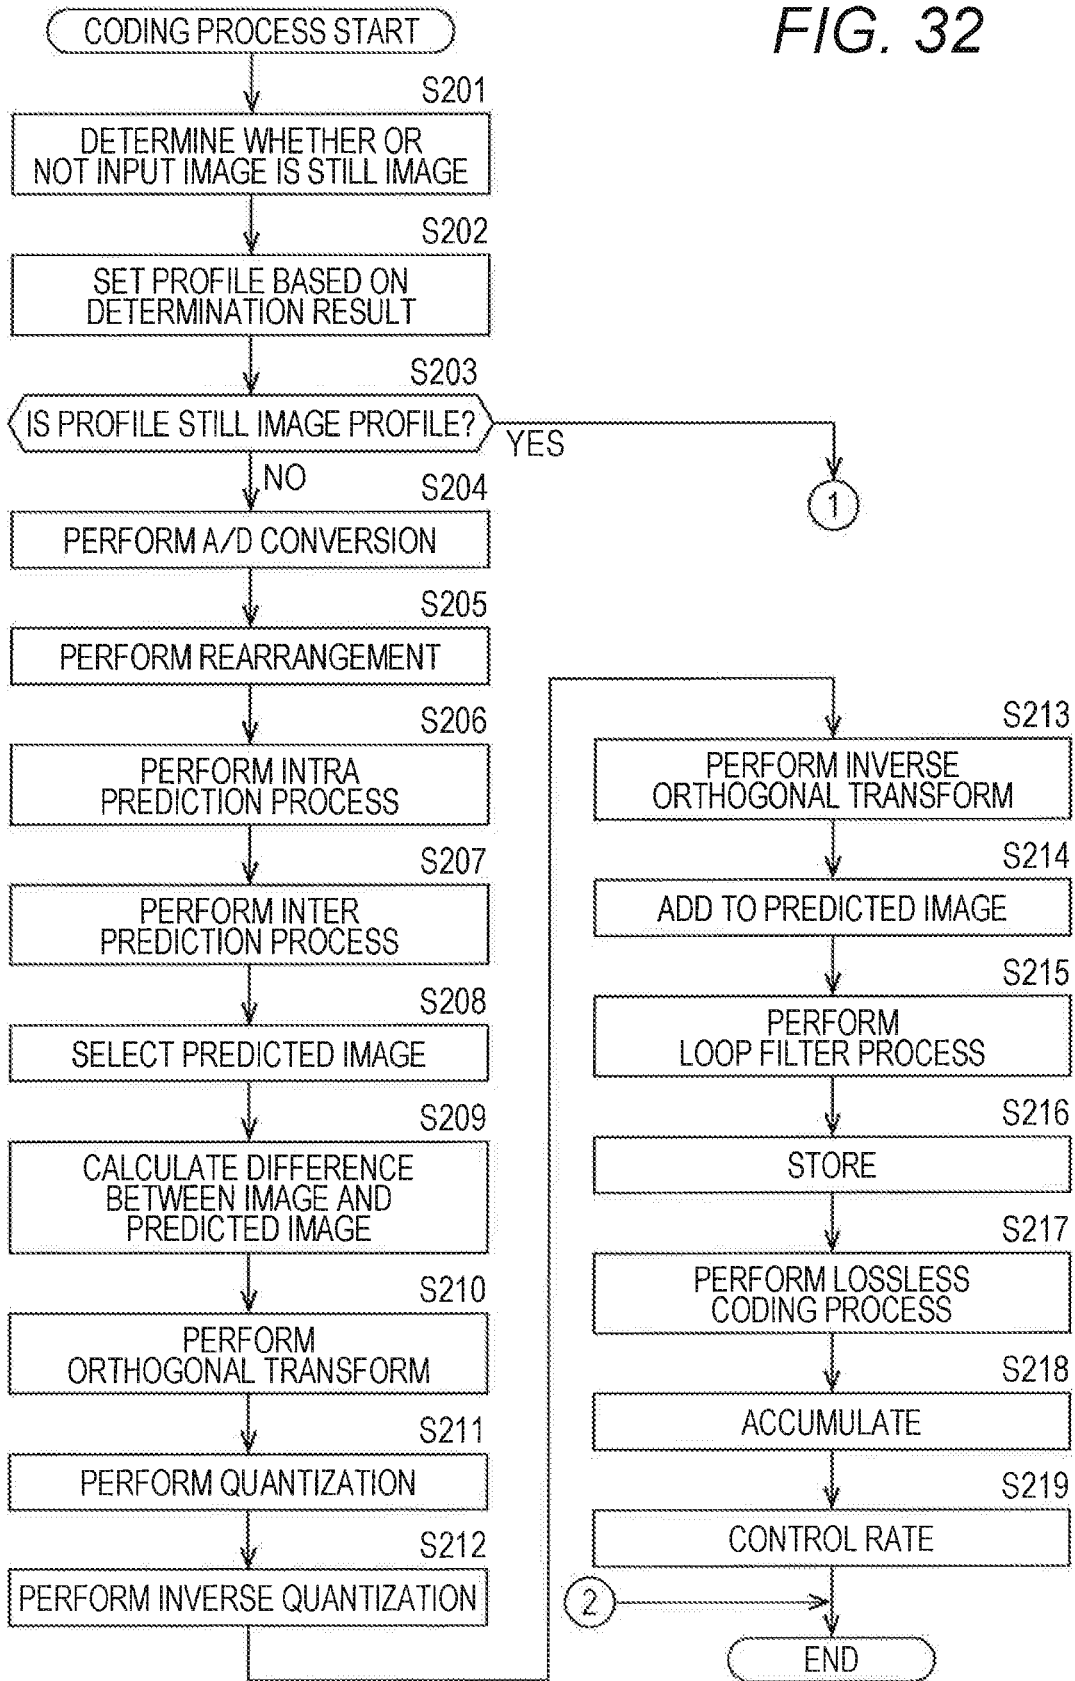 FIG. 32
CODING PROCESS START
S201
DETERMINE WHETHER OR
NOT INPUT IMAGE IS STILL IMAGE
S202
SET PROFILE BASED ON
DETERMINATION RESULT
S203
IS PROFILE STILL IMAGE PROFILE?
YES
1
NO
S204
PERFORM A/D CONVERSION
S205
PERFORM REARRANGEMENT
S206
PERFORM INTRA
PREDICTION PROCESS
S207
PERFORM INTER
PREDICTION PROCESS
S208
SELECT PREDICTED IMAGE
S209
CALCULATE DIFFERENCE
BETWEEN IMAGE AND
PREDICTED IMAGE
S210
PERFORM
ORTHOGONAL TRANSFORM
S211
PERFORM QUANTIZATION
S212
PERFORM INVERSE QUANTIZATION
S213
PERFORM INVERSE
ORTHOGONAL TRANSFORM
S214
ADD TO PREDICTED IMAGE
S215
PERFORM
LOOP FILTER PROCESS
S216
STORE
S217
PERFORM LOSSLESS
CODING PROCESS
S218
ACCUMULATE
S219
CONTROL RATE
2
END